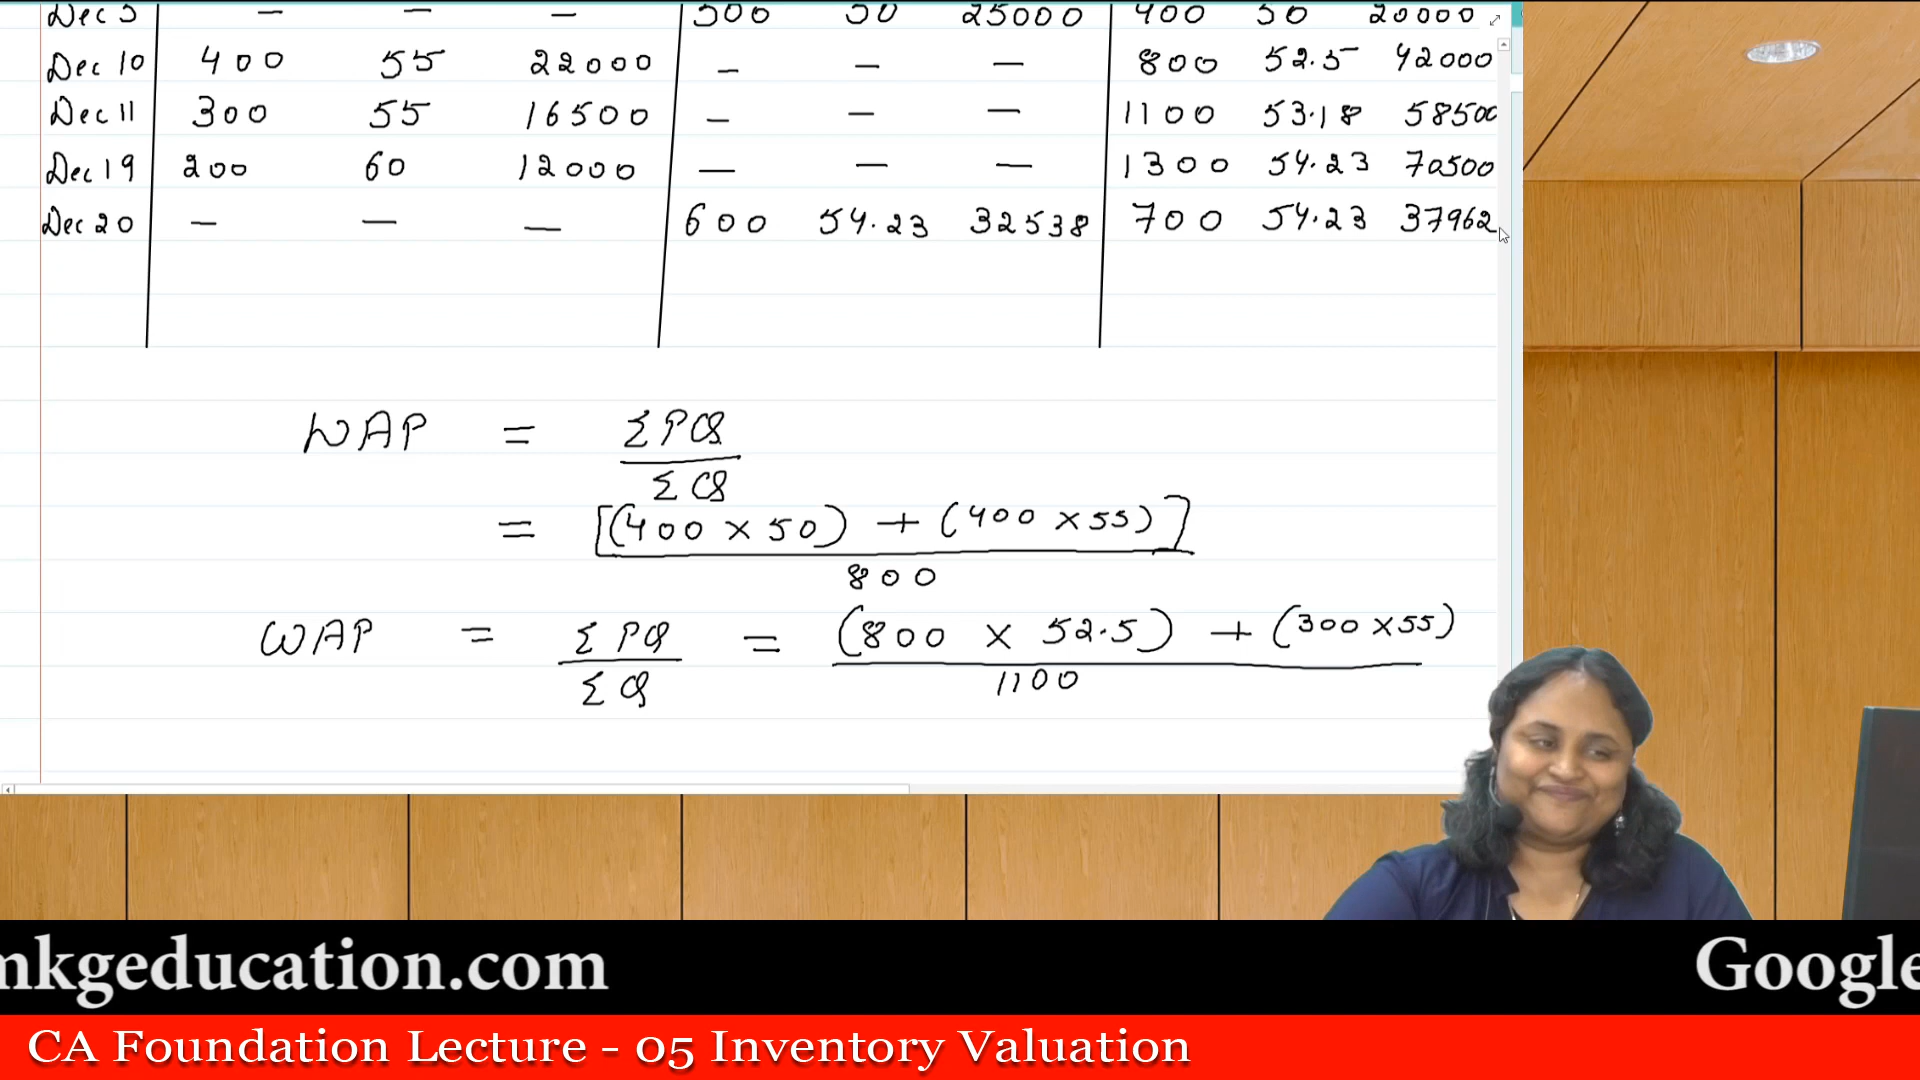 Dec 5 — — — 500 50 25000 400 50 20000
Dec 10 400 55 22000 — — — 800 52.5 42000
Dec 11 300 55 16500 — — — 1100 53.18 58500
Dec 19 200 60 12000 — — — 1300 54.23 70500
Dec 20 — — — 600 54.23 32538 700 54.23 37962
WAP = ΣPQ
ΣQ
= [(400 × 50) + (400 × 55)]
800
WAP = ΣPQ = (800 × 52.5) + (300 × 55)
ΣQ 1100
mkgeducation.com Google
CA Foundation Lecture - 05 Inventory Valuation